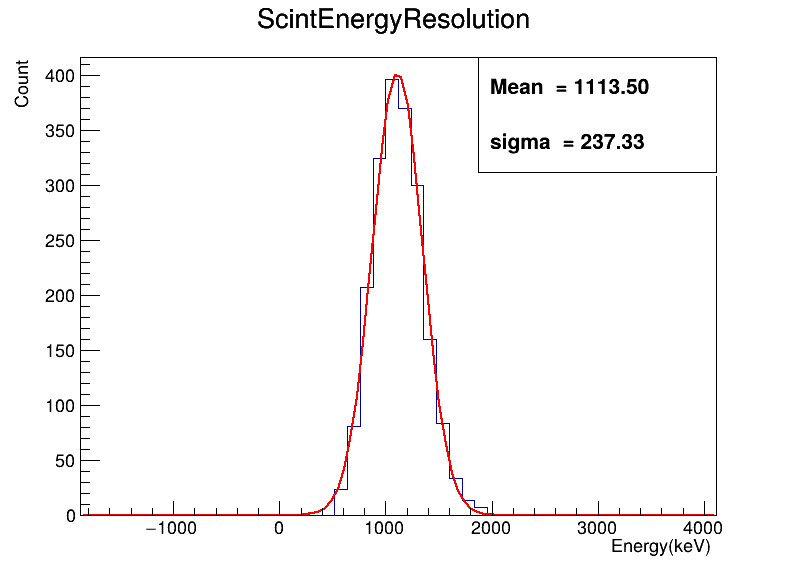 ScintEnergyResolution
Count
Mean  = 1113.50
sigma  = 237.33
400
350
300
250
200
150
100
50
0
−1000 0 1000 2000 3000 4000
Energy(keV)